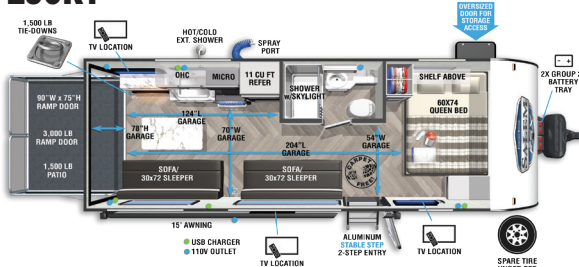 1,500 LB
TIE-DOWNS
TV LOCATION
HOT/COLD
EXT. SHOWER
SPRAY
PORT
OVERSIZED
DOOR FOR
STORAGE
ACCESS
OHC
MICRO
11 CU FT
REFER
SHOWER
w/SKYLIGHT
SHELF ABOVE
60X74
QUEEN BED
2X GROUP
BATTERY
TRAY
90"W x 75"H
RAMP DOOR
3,000 LB
RAMP DOOR
1,500 LB
PATIO
124"L
GARAGE
78"H
GARAGE
70"W
GARAGE
204"L
GARAGE
54"W
GARAGE
CARPET
FREE!
SOFA/
30x72 SLEEPER
SOFA/
30x72 SLEEPER
SALEM
15' AWNING
USB CHARGER
110V OUTLET
TV LOCATION
ALUMINUM
STABLE STEP
2-STEP ENTRY
TV LOCATION
SPARE TIRE